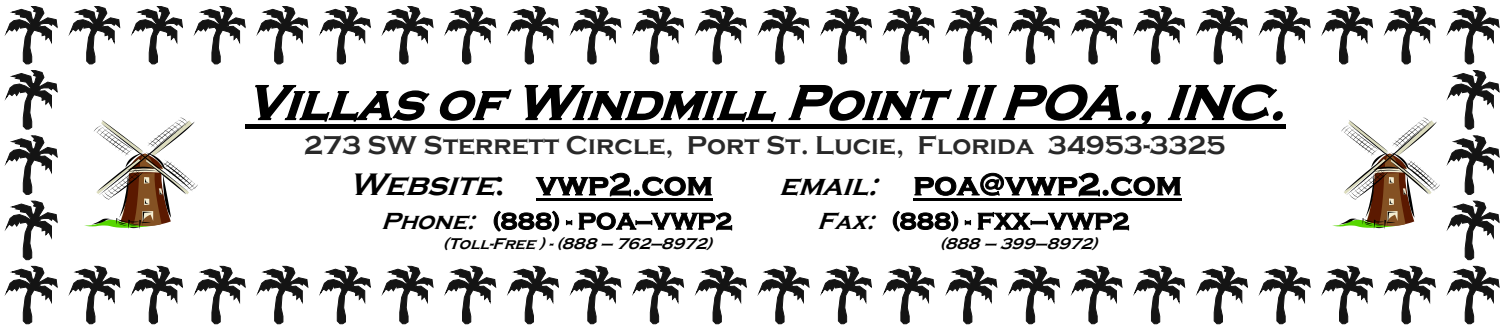 VILLAS OF WINDMILL POINT II POA., INC.
273 SW STERRETT CIRCLE, PORT ST. LUCIE, FLORIDA 34953-3325
WEBSITE: VWP2.COM EMAIL: POA@VWP2.COM
PHONE: (888) - POA–VWP2 FAX: (888) - FXX–VWP2
(TOLL-FREE ) - (888 – 762–8972) (888 – 399–8972)